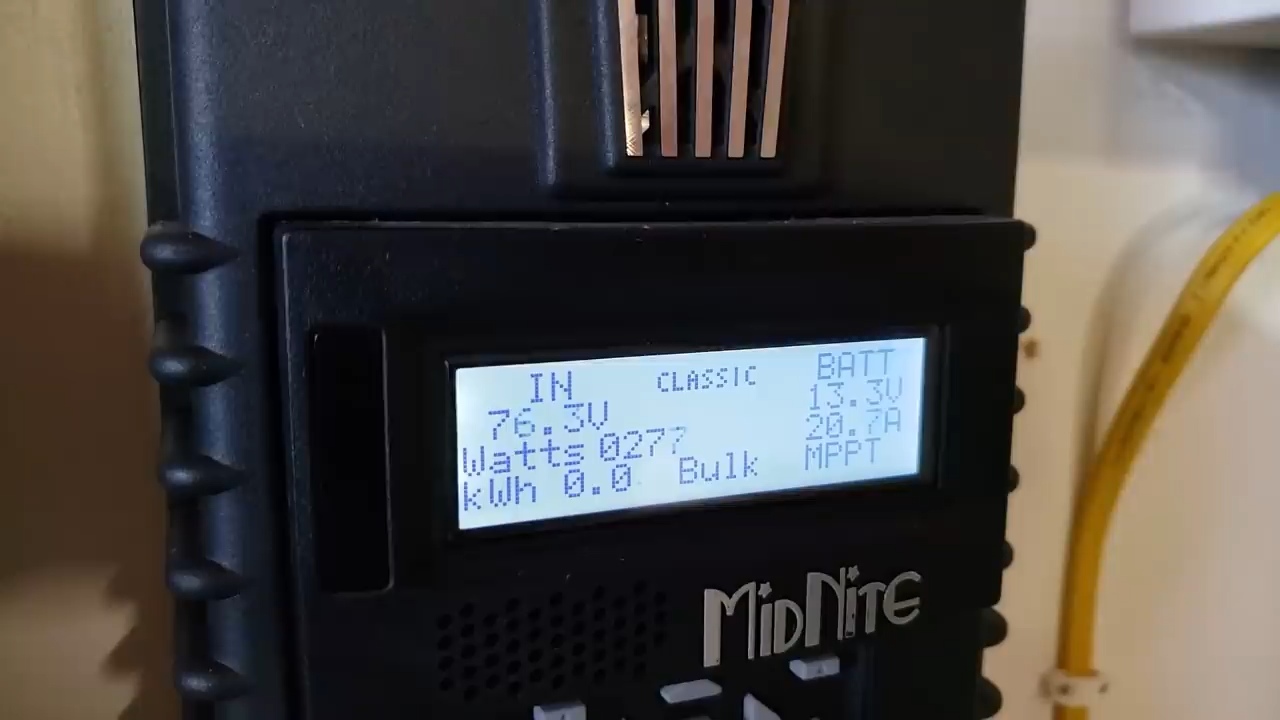 IN CLASSIC BATT
76.3V 13.3V
Watts 0277 20.7A
kWh 0.0 Bulk MPPT
MidNite